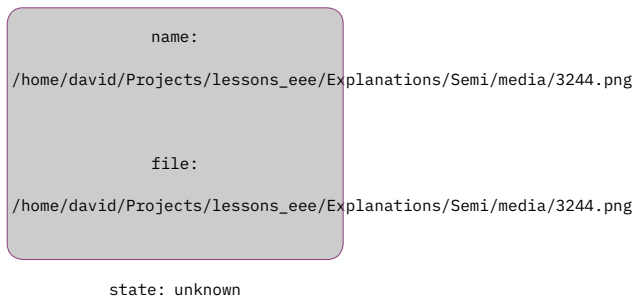 name:
/home/david/Projects/lessons_eee/Explanations/Semi/media/3244.png
file:
/home/david/Projects/lessons_eee/Explanations/Semi/media/3244.png
state: unknown